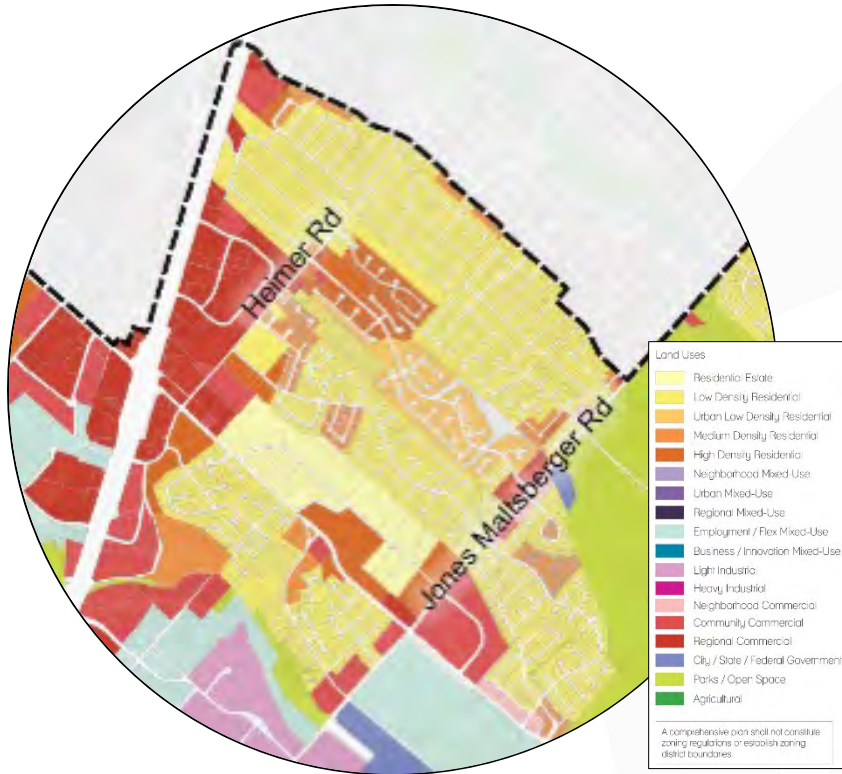 Heimer Rd
Jones Maltsberger Rd
Land Uses
Residential Estate
Low Density Residential
Urban Low Density Residential
Medium Density Residential
High Density Residential
Neighborhood Mixed-Use
Urban Mixed-Use
Regional Mixed-Use
Employment / Flex Mixed-Use
Business / Innovation Mixed-Use
Light Industrial
Heavy Industrial
Neighborhood Commercial
Community Commercial
Regional Commercial
City / State / Federal Government
Parks / Open Space
Agricultural
A comprehensive plan shall not constitute
zoning regulations or establish zoning
district boundaries